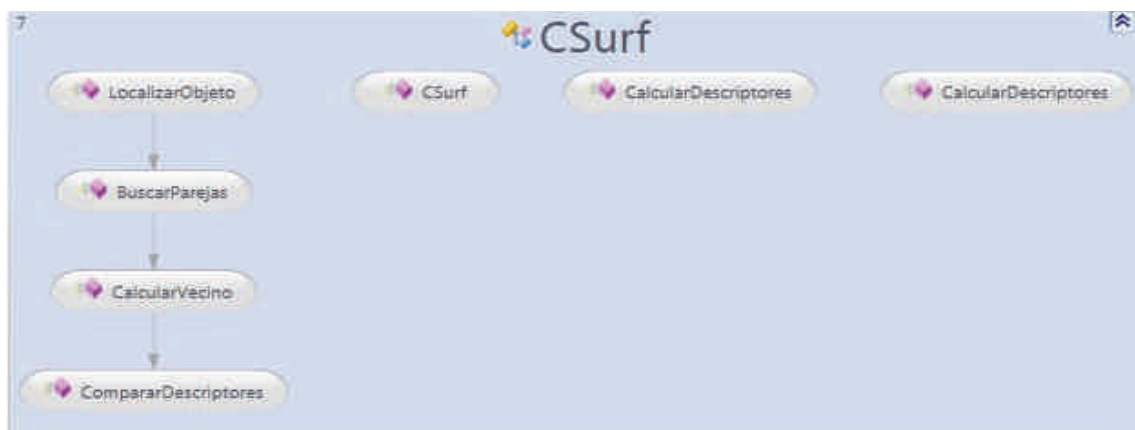 7
CSurf
LocalizarObjeto
CSurf
CalcularDescriptores
CalcularDescriptores
BuscarParejas
CalcularVecino
CompararDescriptores